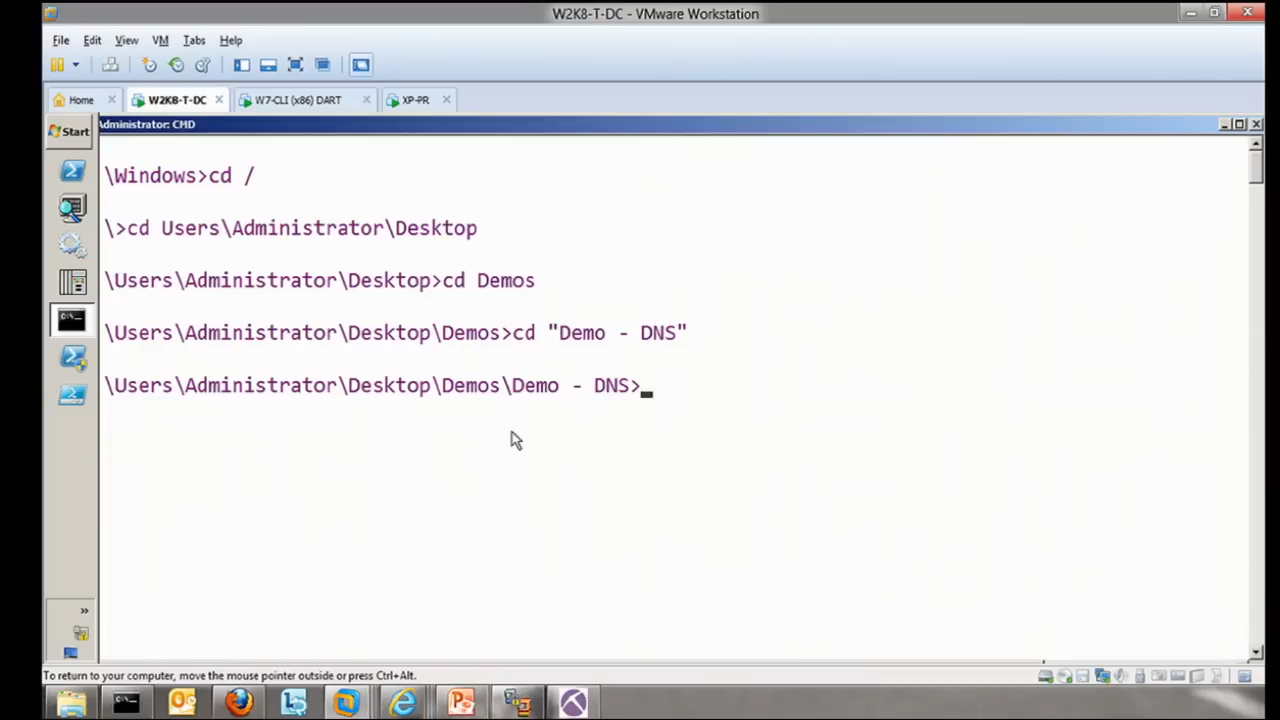 W2K8-T-DC - VMware Workstation
File Edit View VM Tabs Help
Home W2K8-T-DC W7-CLI (x86) DART XP-PR
Start
Administrator: CMD
\Windows>cd /
\>cd Users\Administrator\Desktop
\Users\Administrator\Desktop>cd Demos
\Users\Administrator\Desktop\Demos>cd "Demo - DNS"
\Users\Administrator\Desktop\Demos\Demo - DNS>
To return to your computer, move the mouse pointer outside or press Ctrl+Alt.